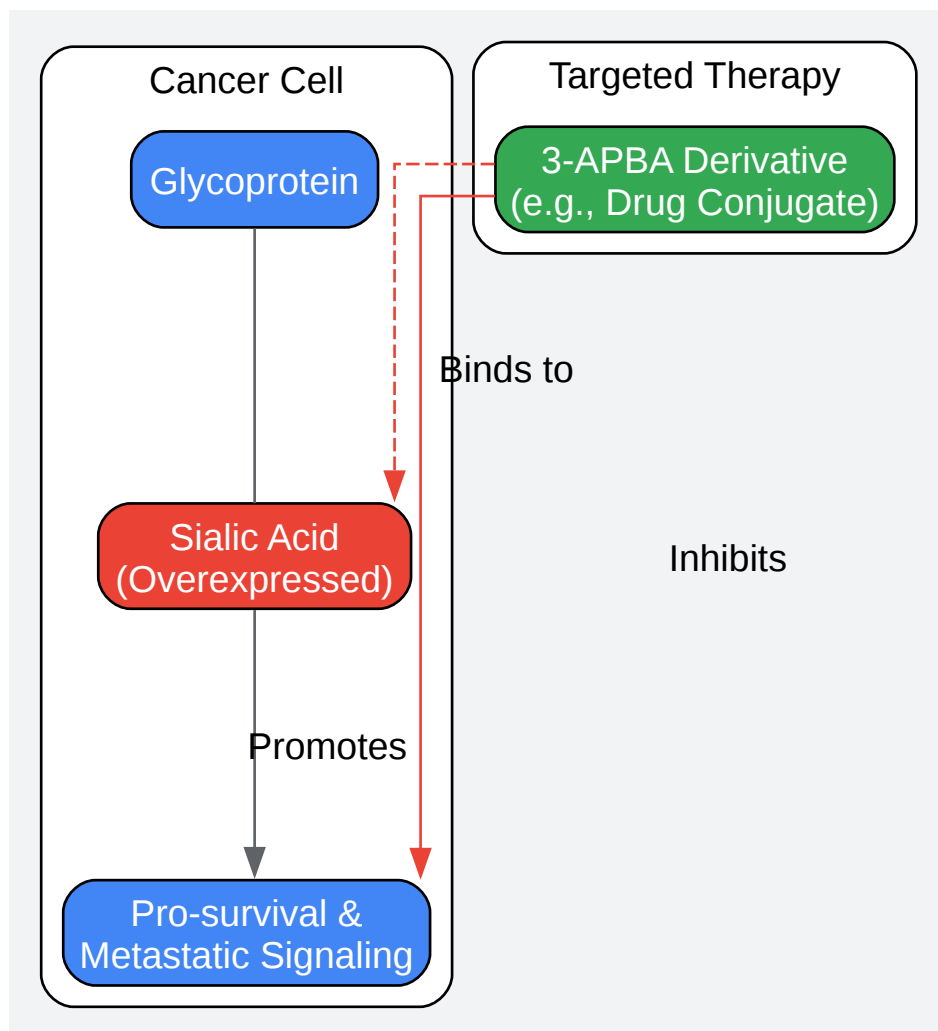 Cancer Cell
Targeted Therapy
Glycoprotein
3-APBA Derivative
(e.g., Drug Conjugate)
Binds to
Sialic Acid
(Overexpressed)
Inhibits
Promotes
Pro-survival &
Metastatic Signaling